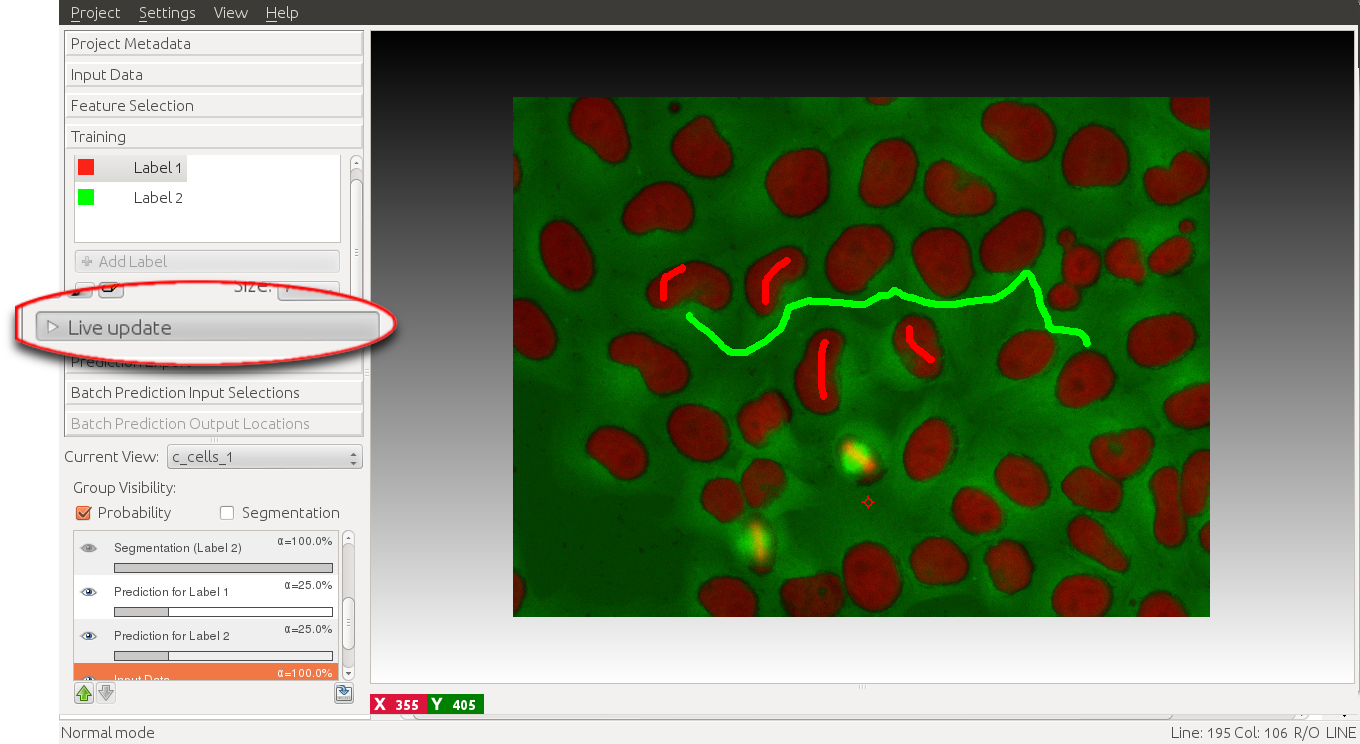 Project Settings View Help
Project Metadata
Input Data
Feature Selection
Training
Label 1
Label 2
Add Label
Size:
Live update
Prediction Export
Batch Prediction Input Selections
Batch Prediction Output Locations
Current View: c_cells_1
Group Visibility:
Probability Segmentation
Segmentation (Label 2) α=100.0%
Prediction for Label 1 α=25.0%
Prediction for Label 2 α=25.0%
Input Data α=100.0%
X 355 Y 405
Normal mode Line: 195 Col: 106 R/O LINE